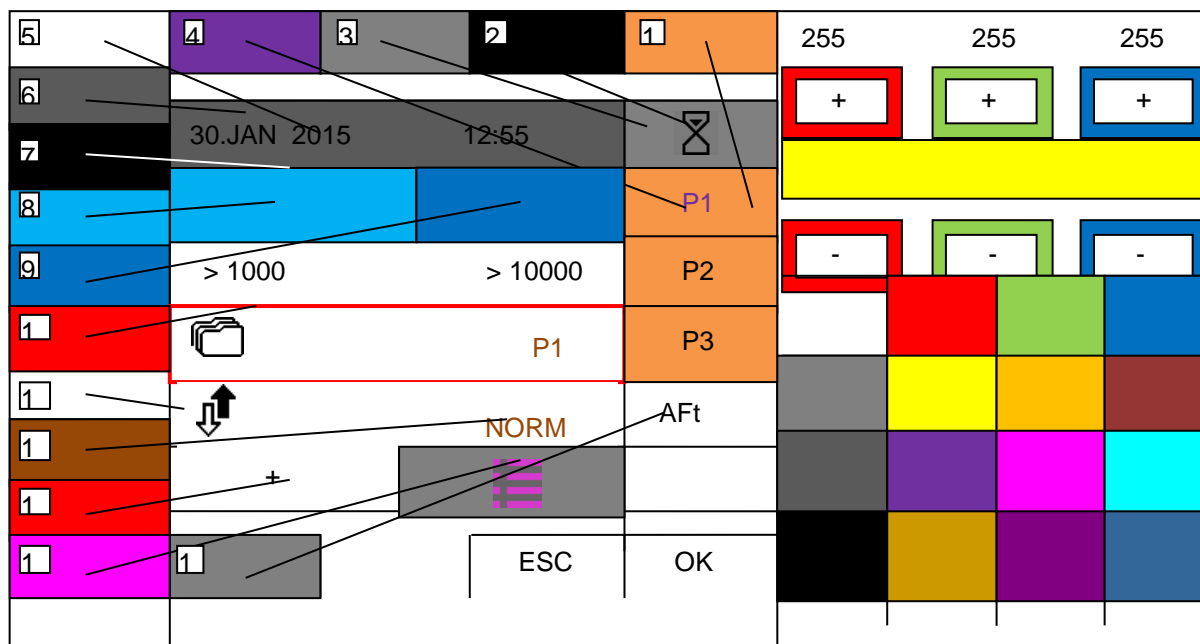 5 4 3 2 1 255 255 255
6 + + +
30.JAN 2015 12:55
7
8 P1
9 > 1000 > 10000 P2 - - -
1 P1 P3
1 AFt
1 NORM
+
1
1 1 ESC OK